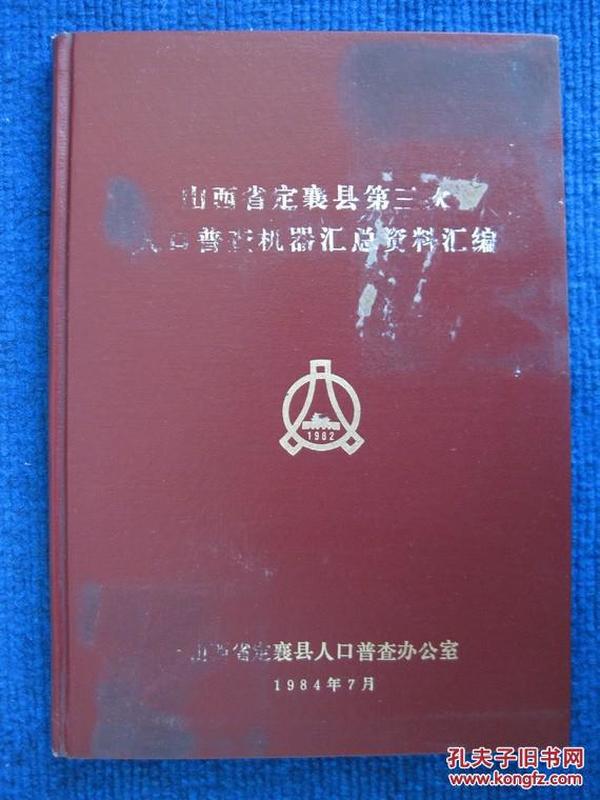 山西省定襄县第三次
人口普查机器汇总资料汇编
1982
山西省定襄县人口普查办公室
1984年7月
孔夫子旧书网
www.kongfz.com